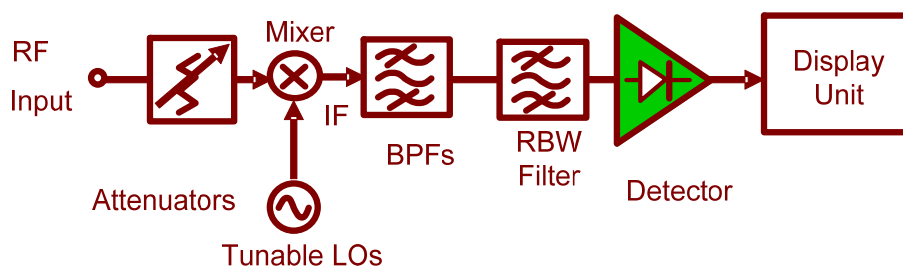 RF
Input
Attenuators
Mixer
IF
Tunable LOs
BPFs
RBW
Filter
Detector
Display
Unit